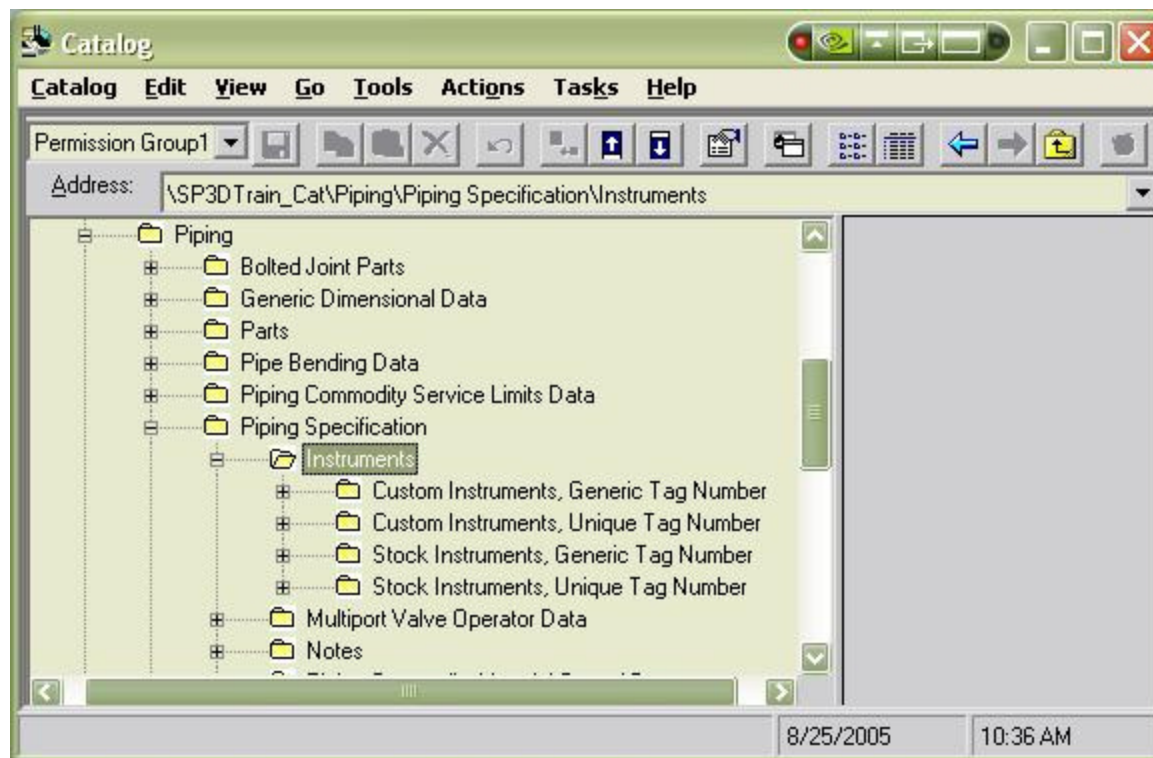 Catalog
Catalog Edit View Go Tools Actions Tasks Help
Permission Group1
Address: \SP3DTrain_Cat\Piping\Piping Specification\Instruments
Piping
Bolted Joint Parts
Generic Dimensional Data
Parts
Pipe Bending Data
Piping Commodity Service Limits Data
Piping Specification
Instruments
Custom Instruments, Generic Tag Number
Custom Instruments, Unique Tag Number
Stock Instruments, Generic Tag Number
Stock Instruments, Unique Tag Number
Multiport Valve Operator Data
Notes
8/25/2005 10:36 AM